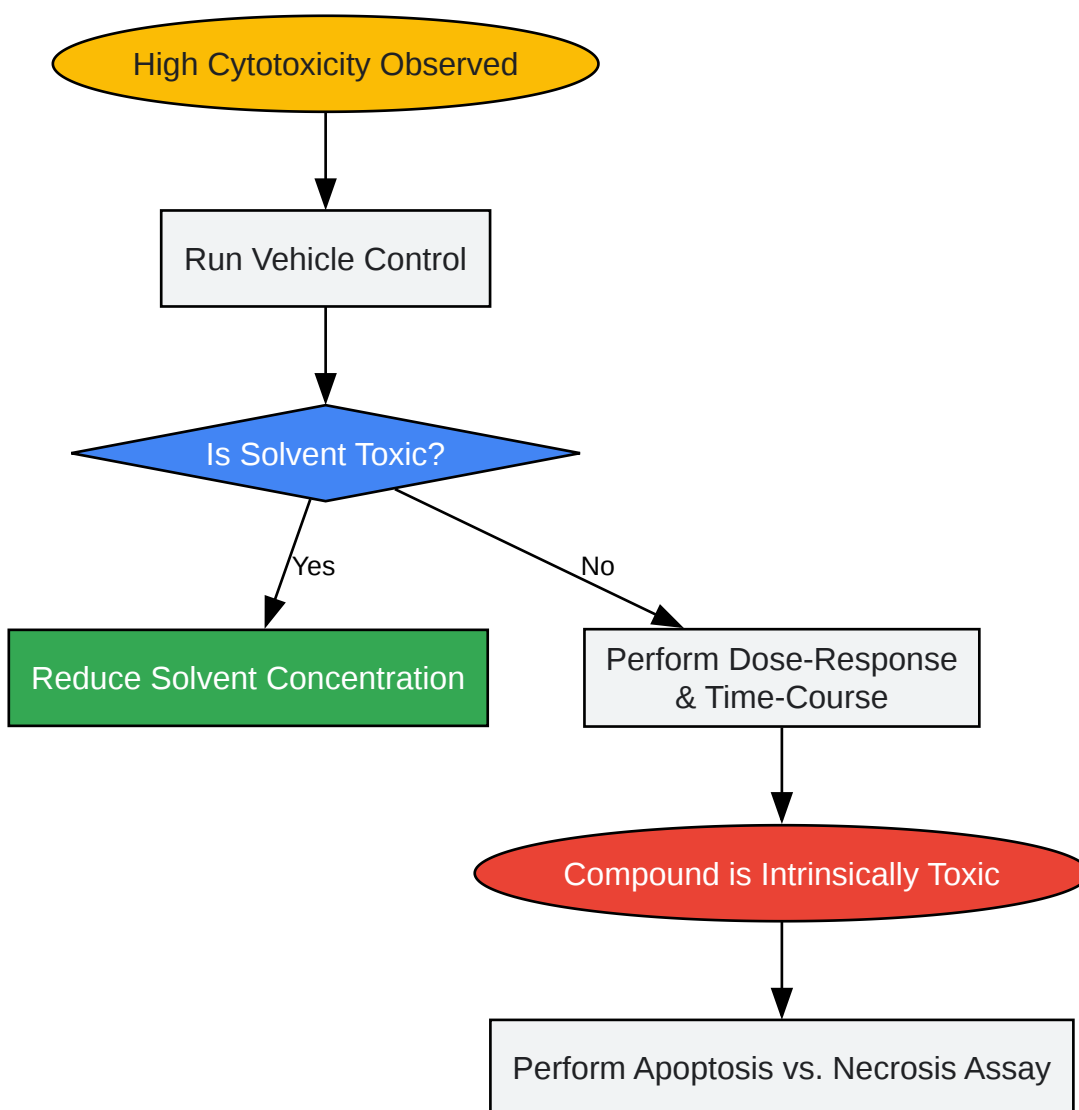 High Cytotoxicity Observed
Run Vehicle Control
Is Solvent Toxic?
Yes
No
Reduce Solvent Concentration
Perform Dose-Response
& Time-Course
Compound is Intrinsically Toxic
Perform Apoptosis vs. Necrosis Assay